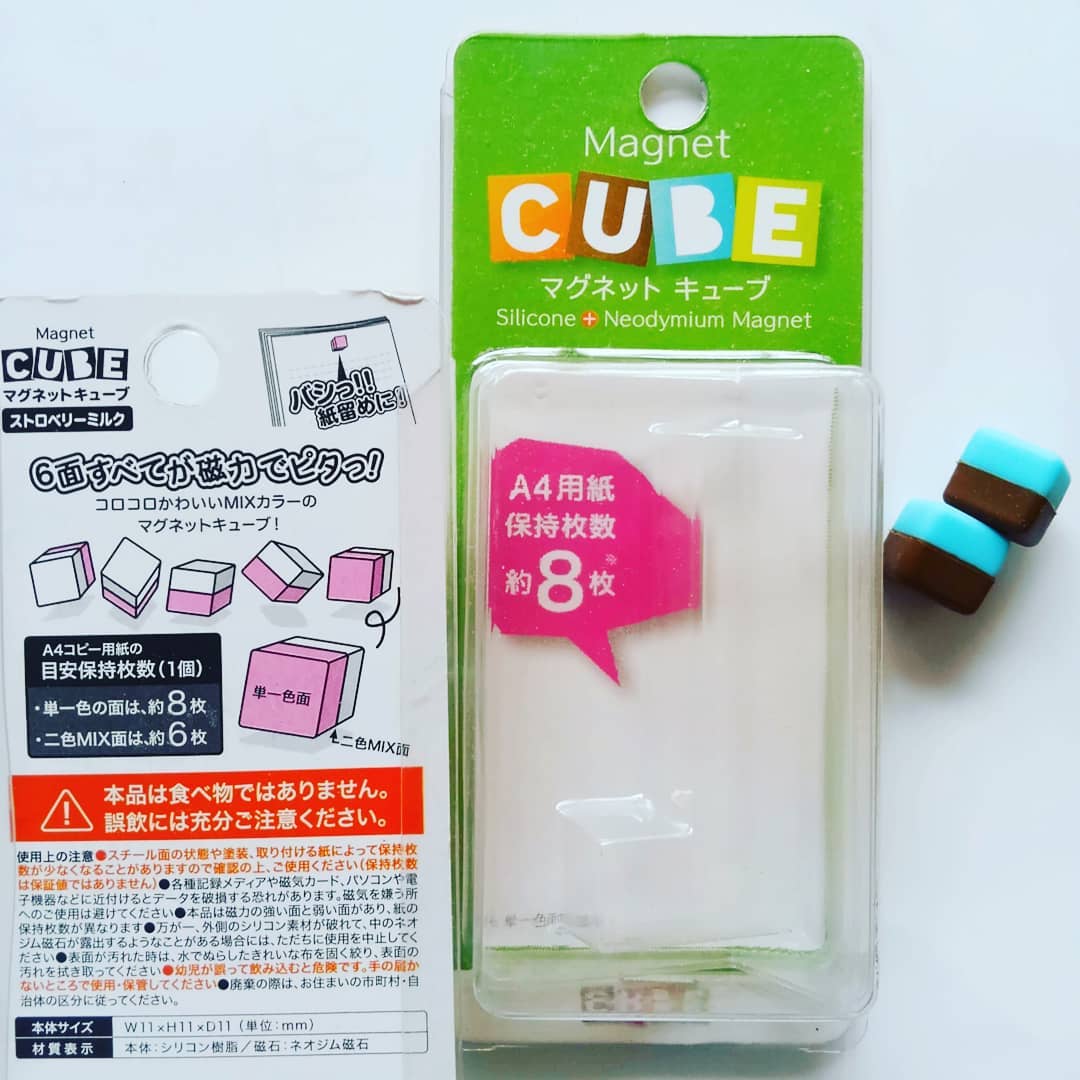 Magnet
CUBE
マグネット キューブ
Silicone + Neodymium Magnet
A4用紙
保持枚数
約8枚※
単一色面
CUBE
Magnet
CUBE
マグネットキューブ
ストロベリーミルク
バシっ!!
紙留めに!
6面すべてが磁力でピタっ!
コロコロかわいいMIXカラーの
マグネットキューブ!
A4コピー用紙の
目安保持枚数(1個)
・単一色の面は、約8枚
・二色MIX面は、約6枚
単一色面
二色MIX面
本品は食べ物ではありません。
誤飲には充分ご注意ください。
使用上の注意●スチール面の状態や塗装、取り付ける紙によって保持枚
数が少なくなることがありますので確認の上、ご使用ください(保持枚数
は保証値ではありません)●各種記録メディアや磁気カード、パソコンや電
子機器などに近付けるとデータを破損する恐れがあります。磁気を嫌う所
へのご使用は避けてください●本品は磁力の強い面と弱い面があり、紙の
保持枚数が異なります●万が一、外側のシリコン素材が破れて、中のネオ
ジム磁石が露出するようなことがある場合には、ただちに使用を中止してく
ださい●表面が汚れた時は、水でぬらしたきれいな布を固く絞り、表面の
汚れを拭き取ってください●幼児が誤って飲み込むと危険です。手の届か
ないところで使用・保管してください●廃棄の際は、お住まいの市町村・自
治体の区分に従ってください。
本体サイズ W11×H11×D11(単位:mm)
材質表示 本体:シリコン樹脂/磁石:ネオジム磁石